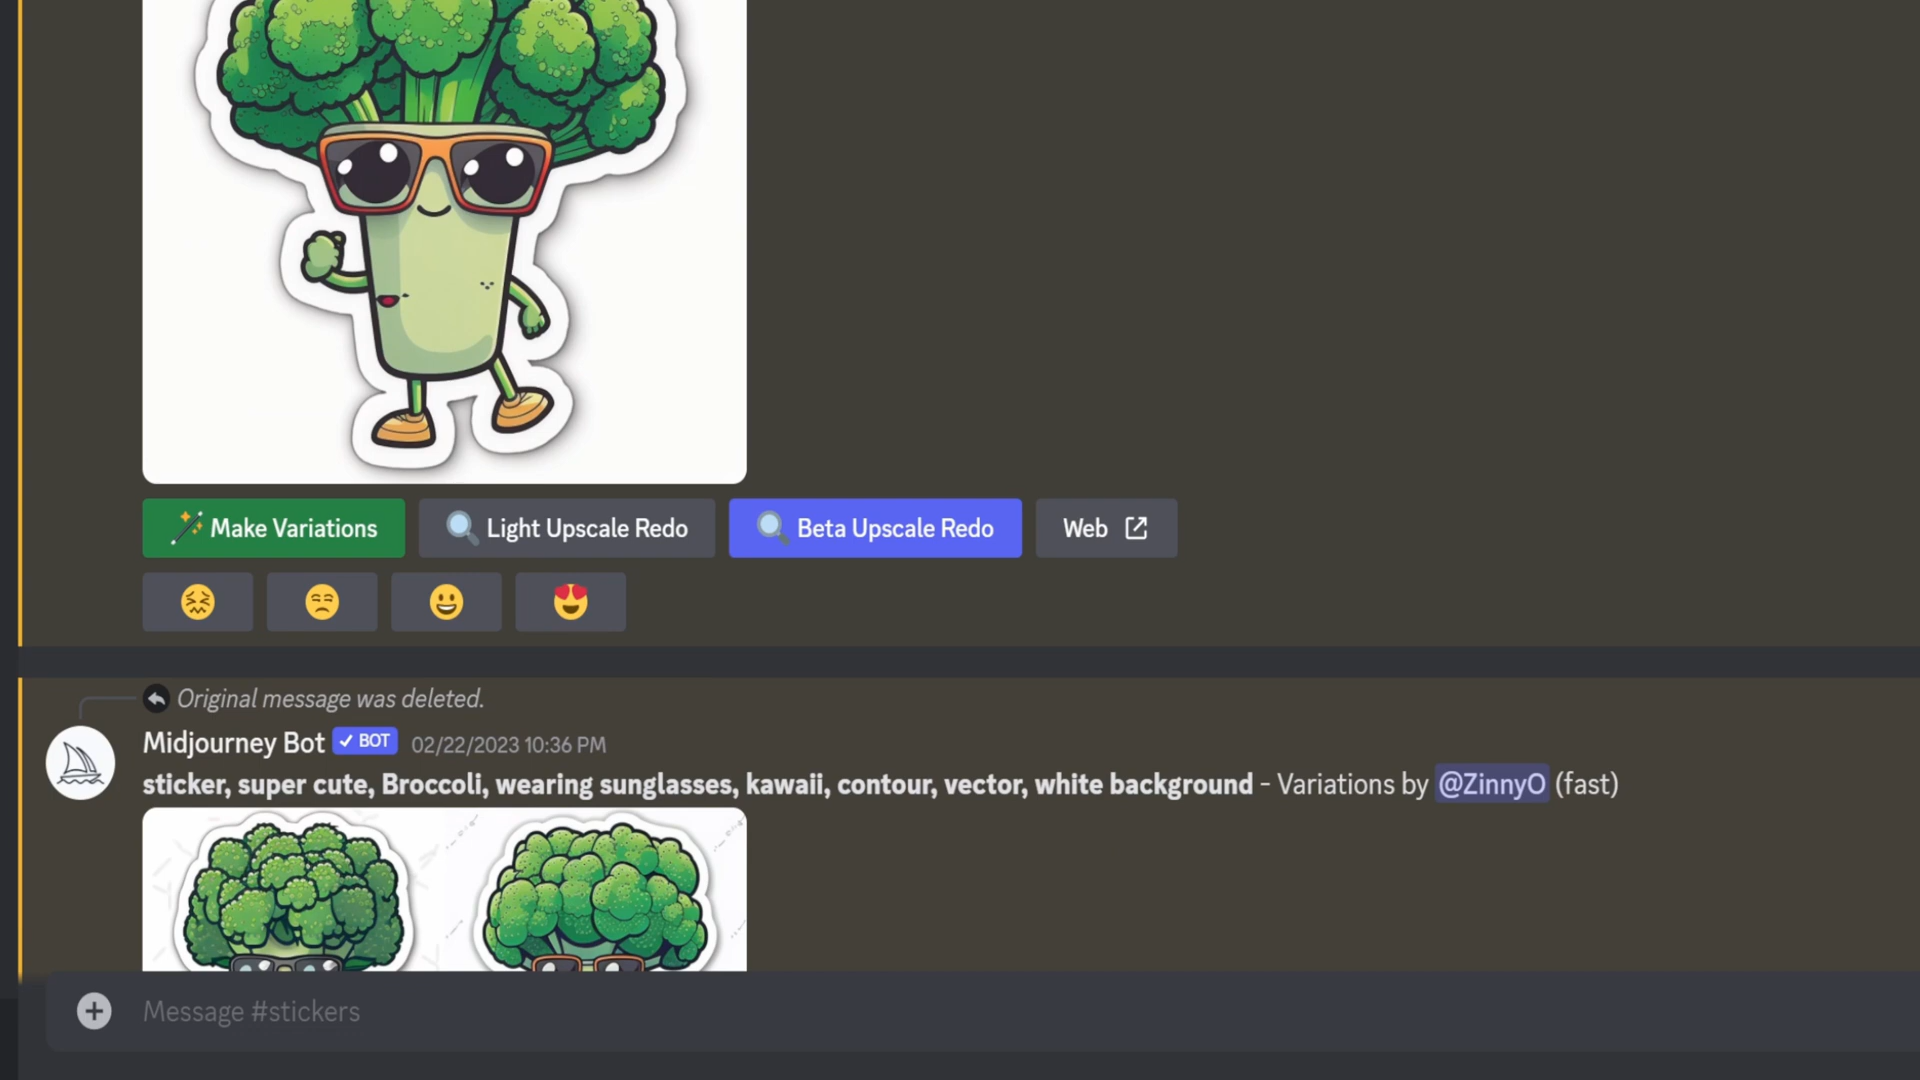 Make Variations
Light Upscale Redo
Beta Upscale Redo
Web
Original message was deleted.
Midjourney Bot ✓ BOT 02/22/2023 10:36 PM
sticker, super cute, Broccoli, wearing sunglasses, kawaii, contour, vector, white background - Variations by @ZinnyO (fast)
Message #stickers